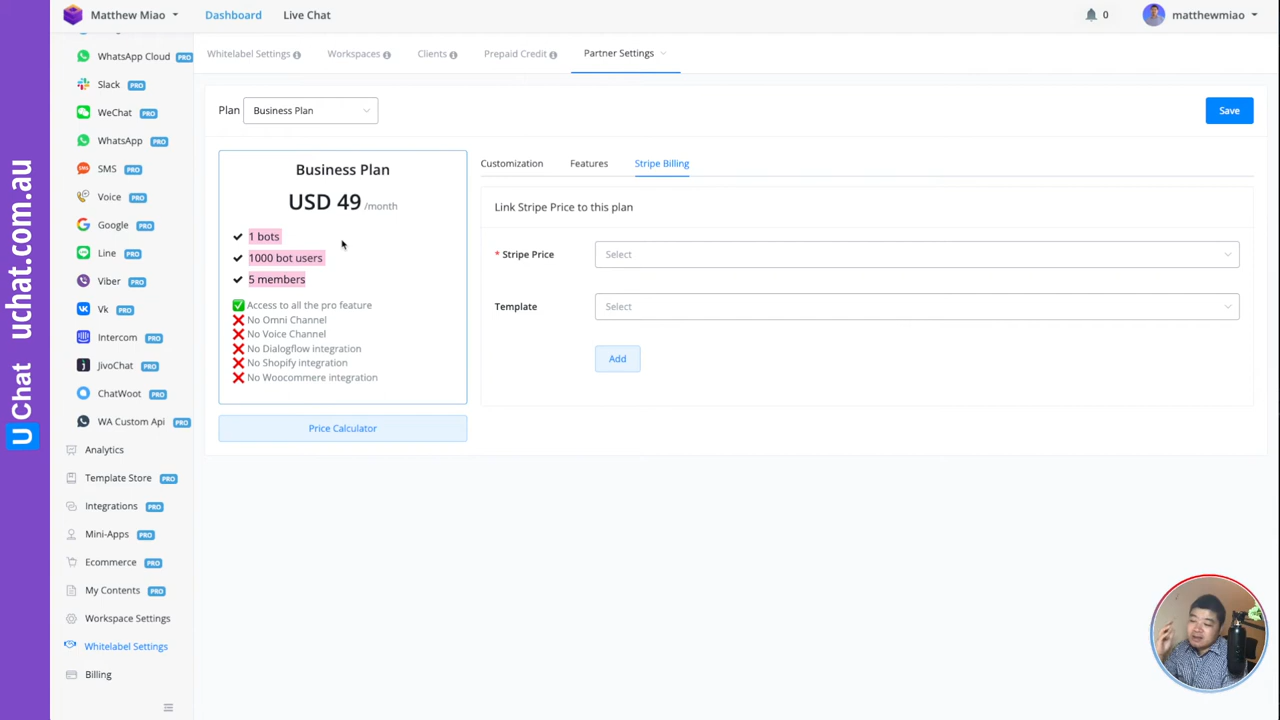 Matthew Miao
Dashboard
Live Chat
0
matthewmiao
U Chat uchat.com.au
WhatsApp Cloud PRO
Slack PRO
WeChat PRO
WhatsApp PRO
SMS PRO
Voice PRO
Google PRO
Line PRO
Viber PRO
Vk PRO
Intercom PRO
JivoChat PRO
ChatWoot PRO
WA Custom Api PRO
Analytics
Template Store PRO
Integrations PRO
Mini-Apps PRO
Ecommerce PRO
My Contents PRO
Workspace Settings
Whitelabel Settings
Billing
Whitelabel Settings
Workspaces
Clients
Prepaid Credit
Partner Settings
Plan
Business Plan
Save
Business Plan
USD 49 /month
1 bots
1000 bot users
5 members
Access to all the pro feature
No Omni Channel
No Voice Channel
No Dialogflow integration
No Shopify integration
No Woocommere integration
Price Calculator
Customization
Features
Stripe Billing
Link Stripe Price to this plan
* Stripe Price
Select
Template
Select
Add